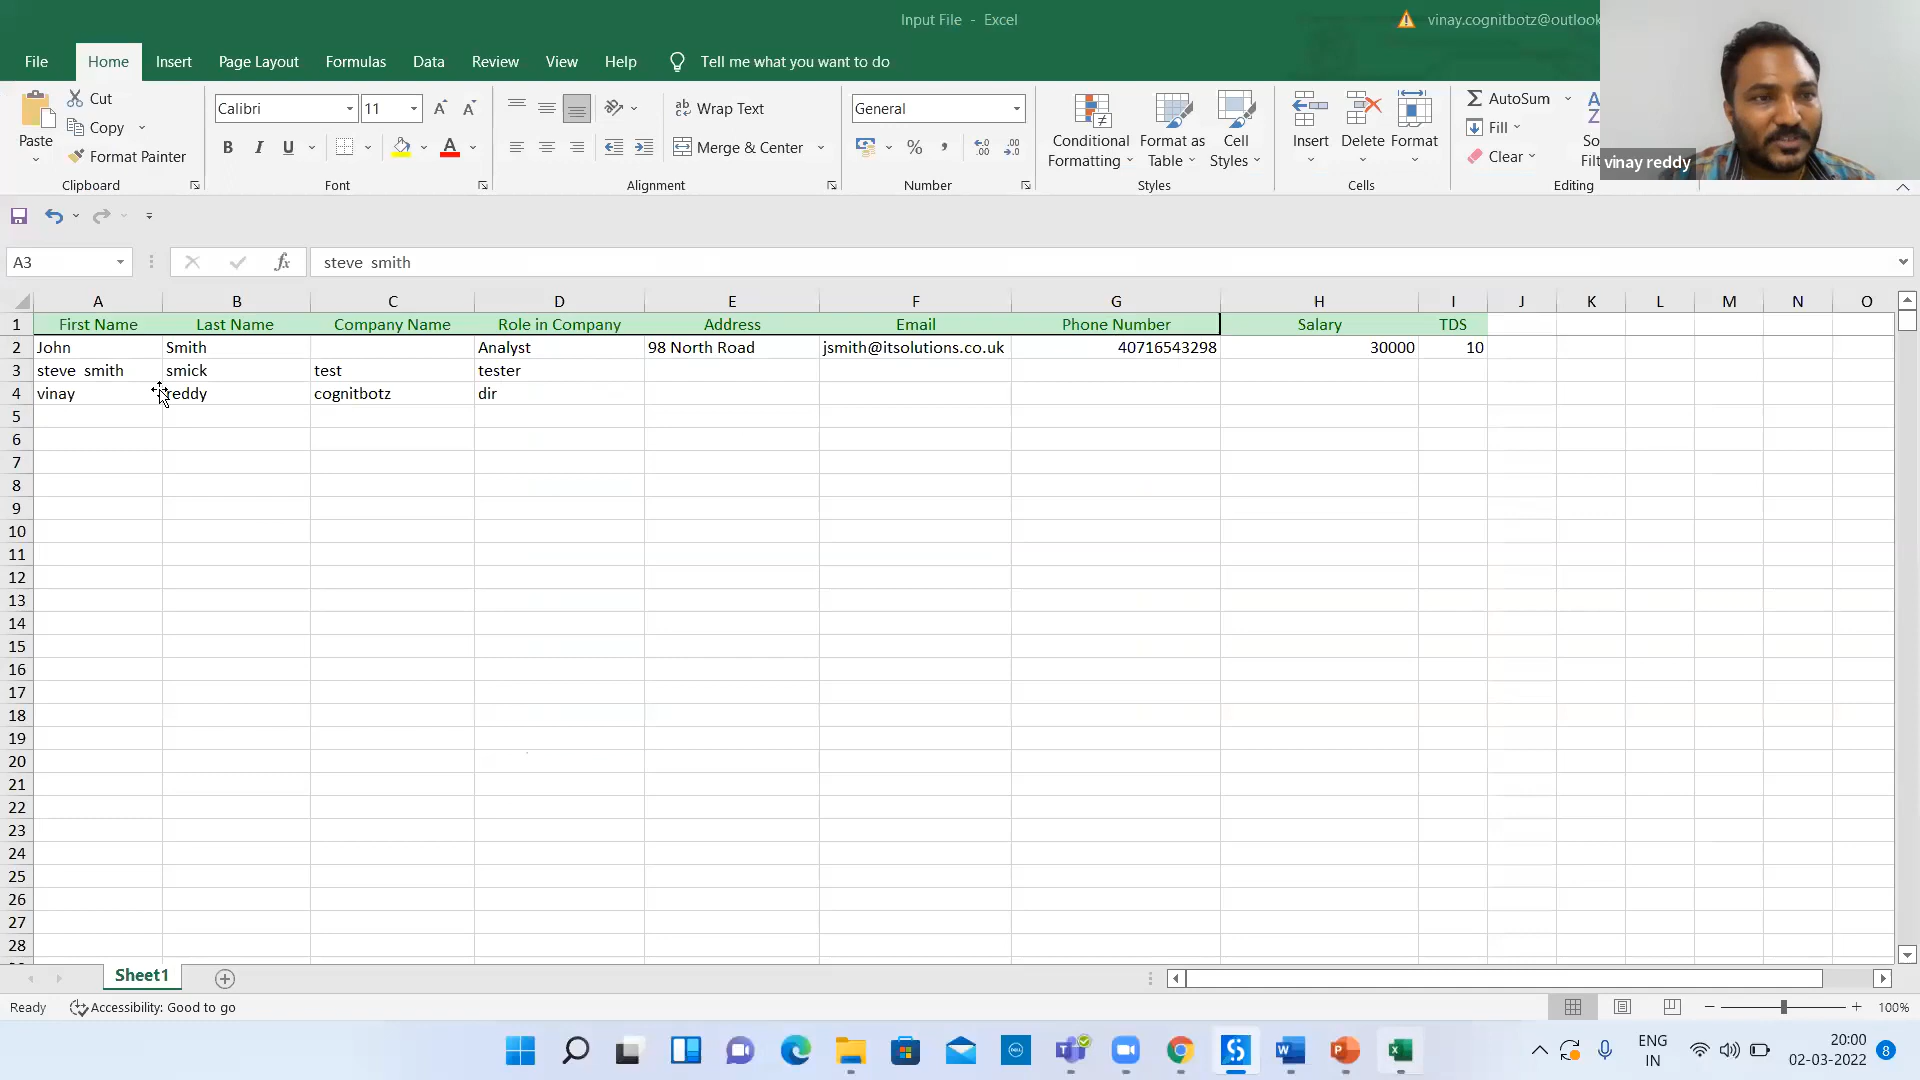 Input File - Excel
vinay.cognitbotz@outlook
File Home Insert Page Layout Formulas Data Review View Help Tell me what you want to do
Cut
Copy
Format Painter
Paste
Clipboard
Calibri 11
B I U
Font
Wrap Text
Merge & Center
Alignment
General
% ,
Number
Conditional Formatting
Format as Table
Cell Styles
Styles
Insert Delete Format
Cells
AutoSum
Fill
Clear
So
Filt
Editing
vinay reddy
A3 fx steve smith
A B C D E F G H I J K L M N O
1 First Name Last Name Company Name Role in Company Address Email Phone Number Salary TDS
2 John Smith Analyst 98 North Road jsmith@itsolutions.co.uk 40716543298 30000 10
3 steve smith smick test tester
4 vinay reddy cognitbotz dir
5
6
7
8
9
10
11
12
13
14
15
16
17
18
19
20
21
22
23
24
25
26
27
28
Sheet1
Ready Accessibility: Good to go 100%
ENG
IN
20:00
02-03-2022
8